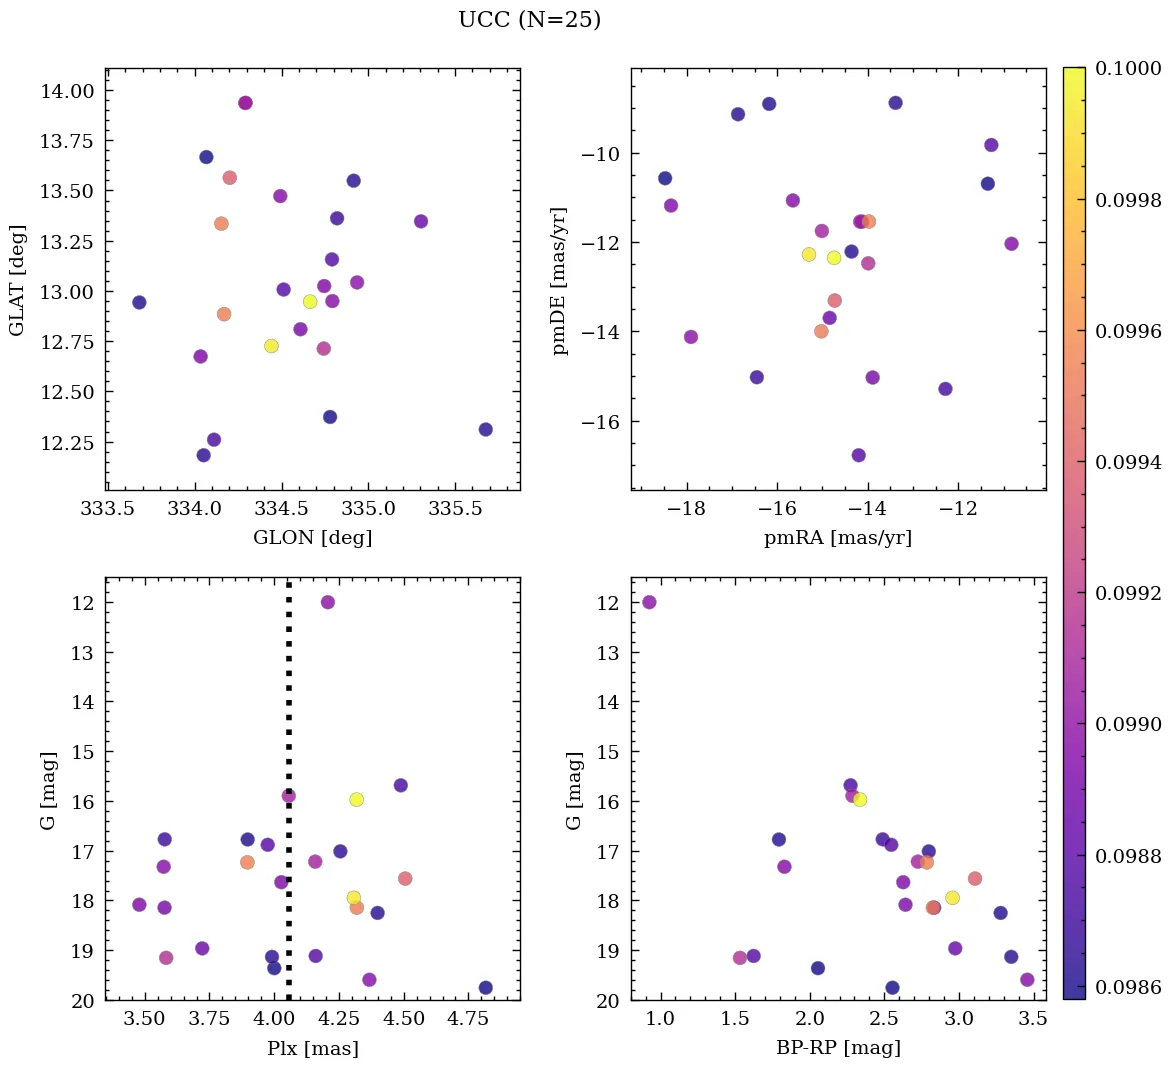 UCC (N=25)
14.00
13.75
13.50
13.25
13.00
12.75
12.50
12.25
GLAT [deg]
333.5 334.0 334.5 335.0 335.5
GLON [deg]
−10
−12
−14
−16
pmDE [mas/yr]
−18 −16 −14 −12
pmRA [mas/yr]
12
13
14
15
16
17
18
19
20
G [mag]
3.50 3.75 4.00 4.25 4.50 4.75
Plx [mas]
12
13
14
15
16
17
18
19
20
G [mag]
1.0 1.5 2.0 2.5 3.0 3.5
BP-RP [mag]
0.1000
0.0998
0.0996
0.0994
0.0992
0.0990
0.0988
0.0986